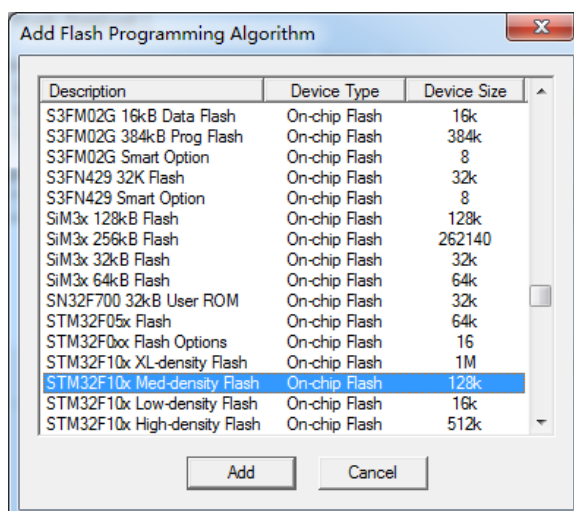 Add Flash Programming Algorithm
Description Device Type Device Size
S3FM02G 16kB Data Flash On-chip Flash 16k
S3FM02G 384kB Prog Flash On-chip Flash 384k
S3FM02G Smart Option On-chip Flash 8
S3FN429 32K Flash On-chip Flash 32k
S3FN429 Smart Option On-chip Flash 8
SiM3x 128kB Flash On-chip Flash 128k
SiM3x 256kB Flash On-chip Flash 262140
SiM3x 32kB Flash On-chip Flash 32k
SiM3x 64kB Flash On-chip Flash 64k
SN32F700 32kB User ROM On-chip Flash 32k
STM32F05x Flash On-chip Flash 64k
STM32F0xx Flash Options On-chip Flash 16
STM32F10x XL-density Flash On-chip Flash 1M
STM32F10x Med-density Flash On-chip Flash 128k
STM32F10x Low-density Flash On-chip Flash 16k
STM32F10x High-density Flash On-chip Flash 512k
Add Cancel